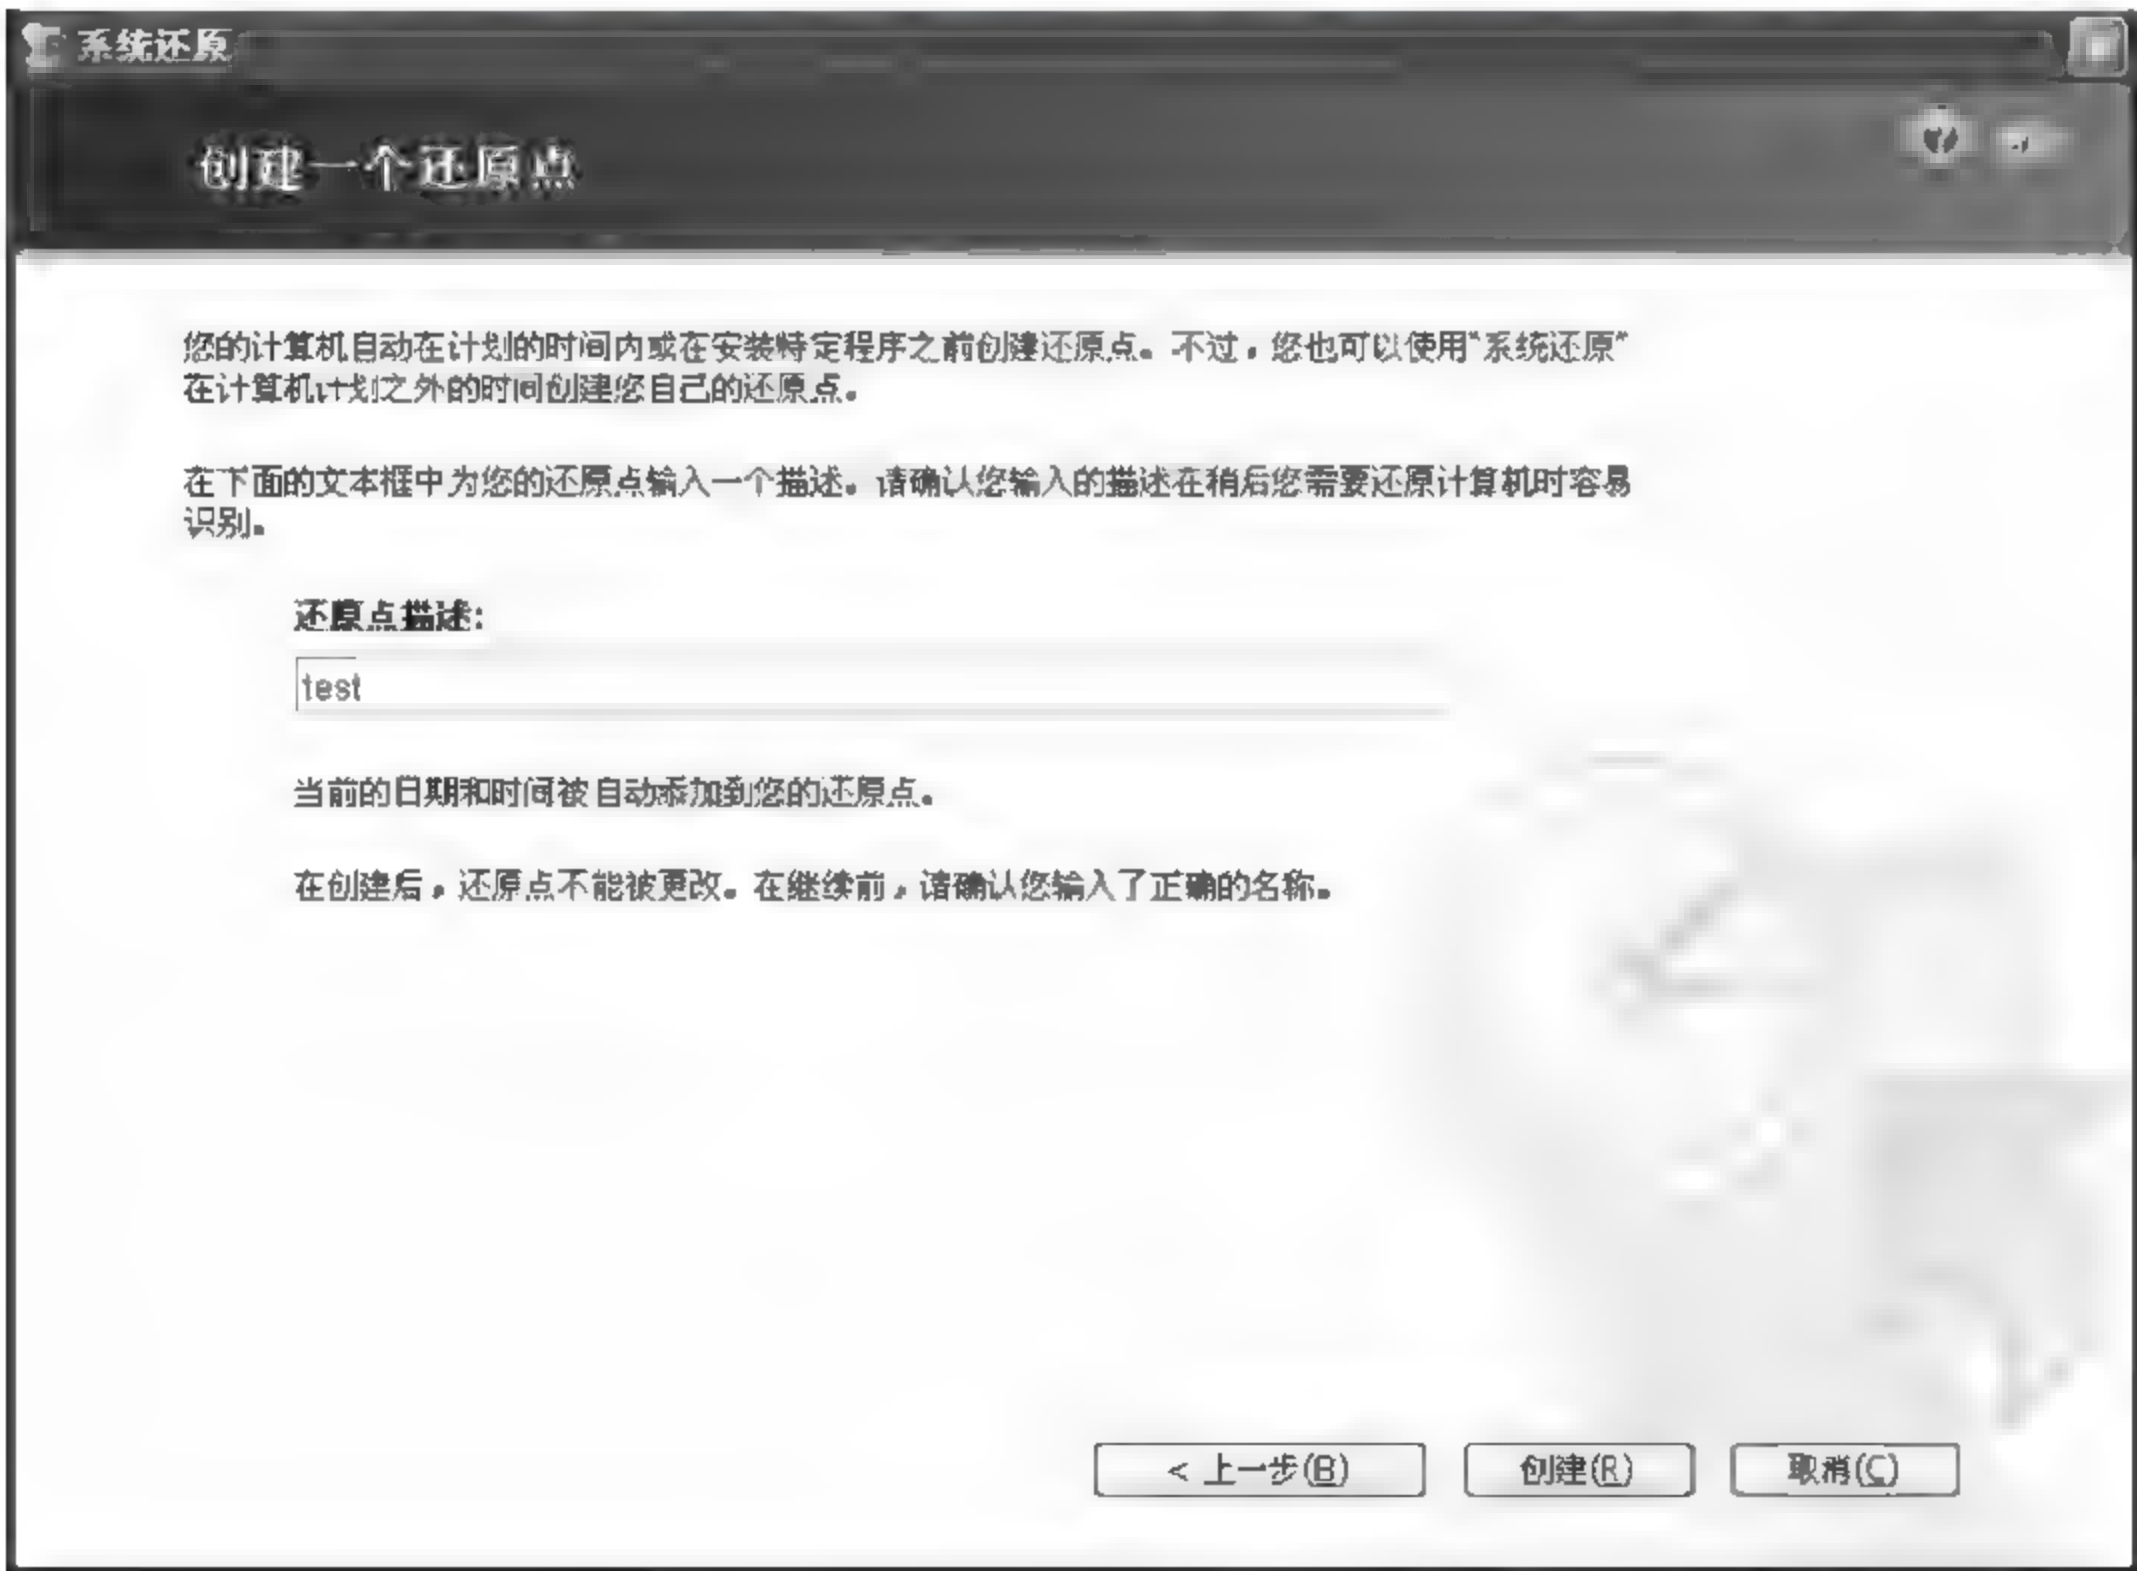 系统还原
创建一个还原点
您的计算机自动在计划的时间内或在安装特定程序之前创建还原点。不过，您也可以使用“系统还原”
在计算机计划之外的时间创建您自己的还原点。
在下面的文本框中为您的还原点输入一个描述。请确认您输入的描述在稍后您需要还原计算机时容易
识别。
还原点描述:
test
当前的日期和时间被自动添加到您的还原点。
在创建后，还原点不能被更改。在继续前，请确认您输入了正确的名称。
< 上一步(B) 创建(R) 取消(C)